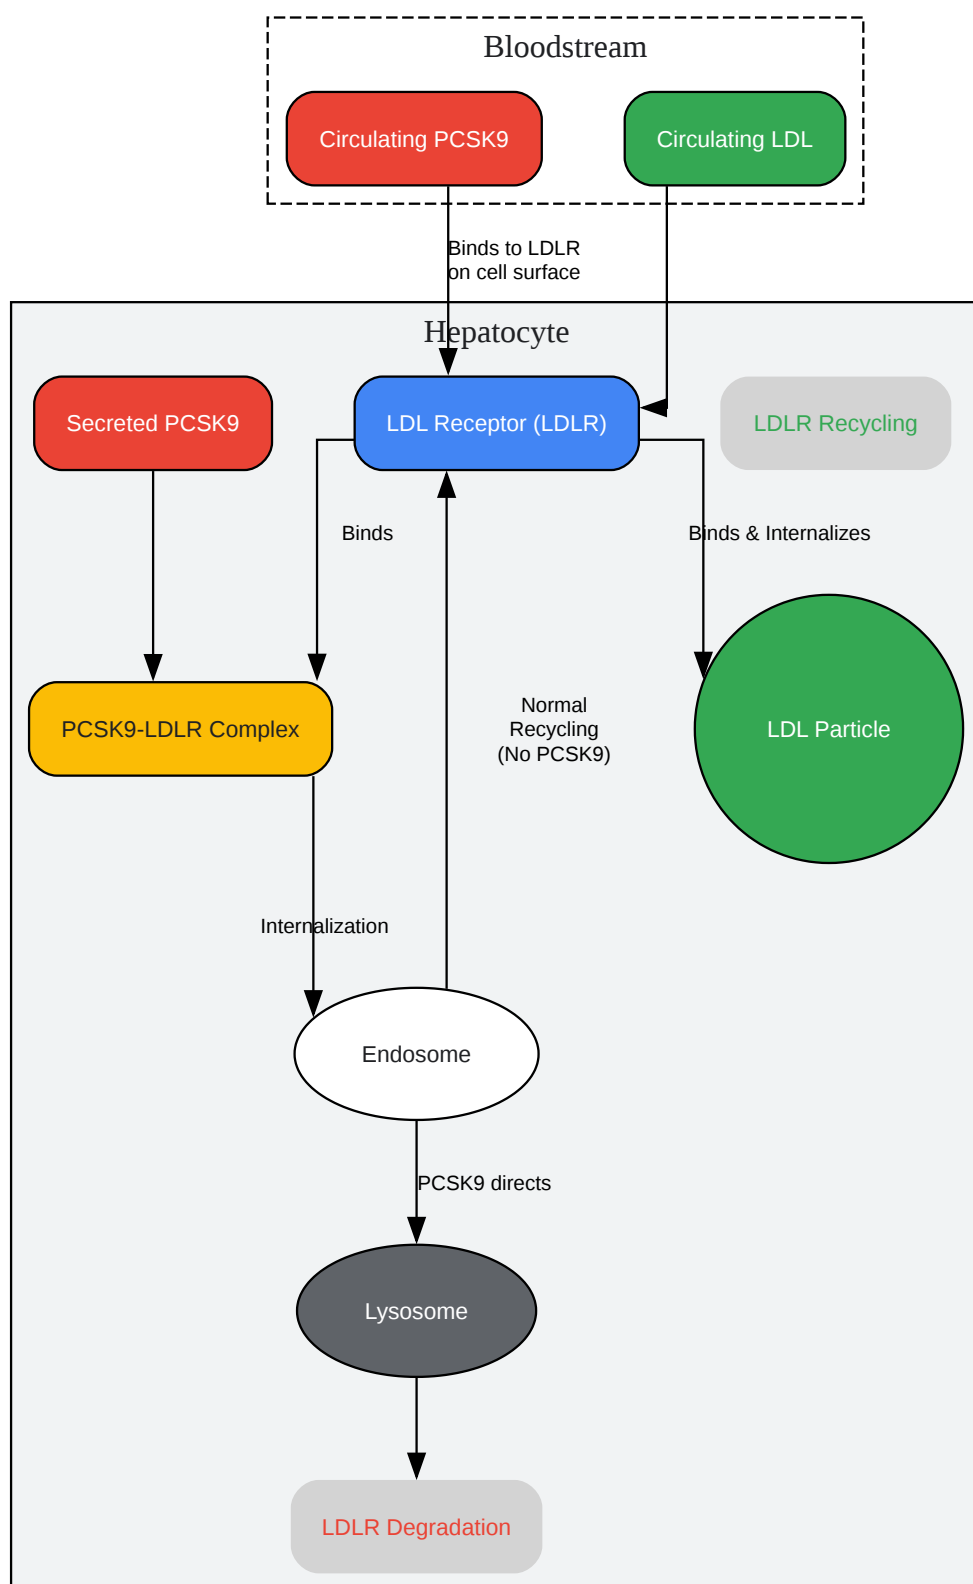 Bloodstream
Circulating PCSK9
Circulating LDL
Binds to LDLR
on cell surface
Hepatocyte
Secreted PCSK9
LDL Receptor (LDLR)
LDLR Recycling
Binds
Binds & Internalizes
Normal
Recycling
(No PCSK9)
PCSK9-LDLR Complex
LDL Particle
Internalization
Endosome
PCSK9 directs
Lysosome
LDLR Degradation